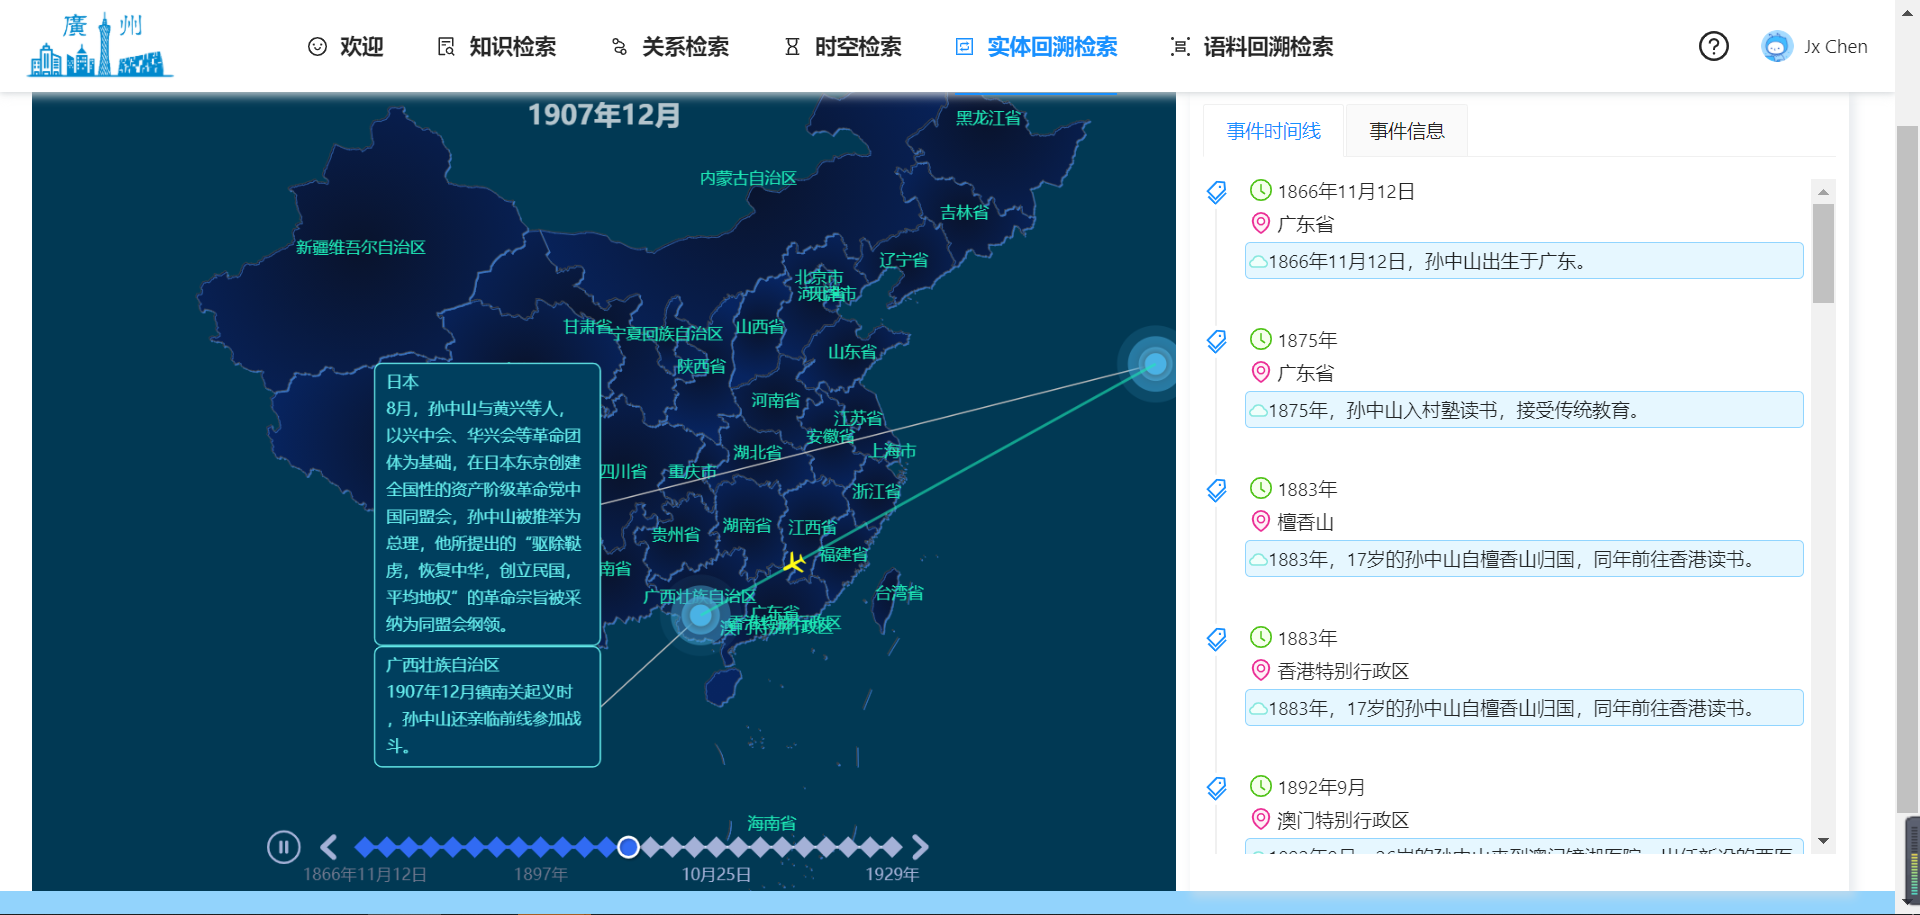 廣州
欢迎
知识检索
关系检索
时空检索
实体回溯检索
语料回溯检索
Jx Chen
1907年12月
黑龙江省
内蒙古自治区
吉林省
新疆维吾尔自治区
辽宁省
北京市
甘肃省
宁夏回族自治区
山西省
山东省
陕西省
河南省
江苏省
安徽省
上海市
湖北省
四川省
重庆市
浙江省
湖南省
江西省
贵州省
福建省
南省
广西壮族自治区
台湾省
广东省
海南省
日本
8月，孙中山与黄兴等人，
以兴中会、华兴会等革命团
体为基础，在日本东京创建
全国性的资产阶级革命党中
国同盟会，孙中山被推举为
总理，他所提出的“驱除鞑
虏，恢复中华，创立民国，
平均地权”的革命宗旨被采
纳为同盟会纲领。
广西壮族自治区
1907年12月镇南关起义时
，孙中山还亲临前线参加战
斗。
1866年11月12日
1897年
10月25日
1929年
事件时间线
事件信息
1866年11月12日
广东省
1866年11月12日，孙中山出生于广东。
1875年
广东省
1875年，孙中山入村塾读书，接受传统教育。
1883年
檀香山
1883年，17岁的孙中山自檀香山归国，同年前往香港读书。
1883年
香港特别行政区
1883年，17岁的孙中山自檀香山归国，同年前往香港读书。
1892年9月
澳门特别行政区